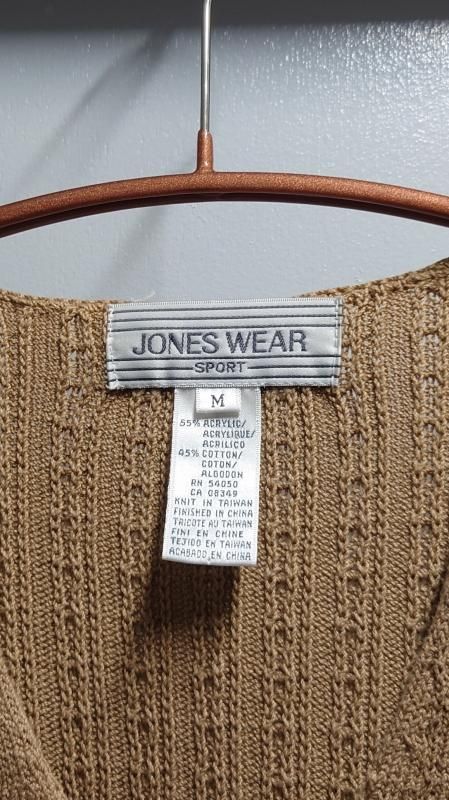 JONES WEAR
SPORT
M
55% ACRYLIC/
ACRYLIQUE/
ACRILICO
45% COTTON/
COTON/
ALGODON
RN 54050
CA 08349
KNIT IN TAIWAN
FINISHED IN CHINA
TRICOTE AU TAIWAN
FINI EN CHINE
TEJIDO EN TAIWAN
ACABADO EN CHINA